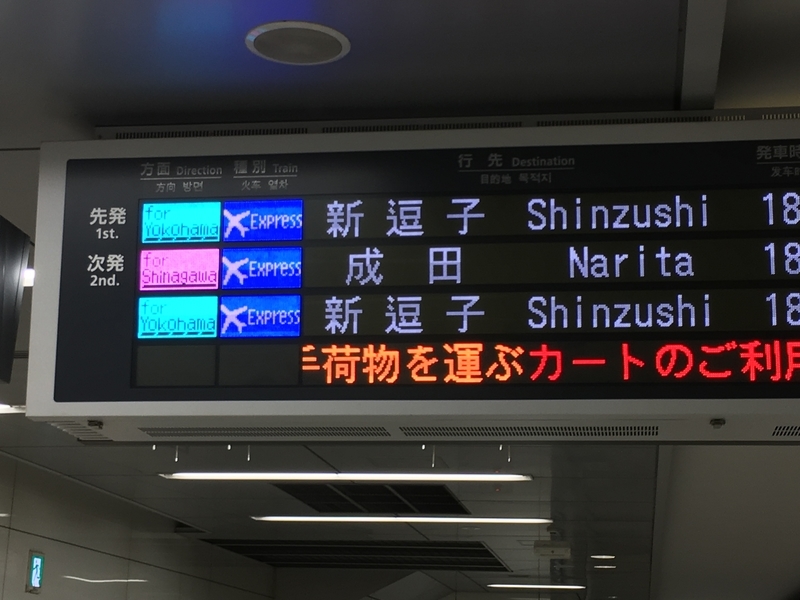 方面 Direction 種別 Train 行先 Destination 発車時
方向 방면 火车 열차 目的地 목적지 发车
先発 for Yokohama Express 新逗子 Shinzushi 18
1st.
次発 for Shinagawa Express 成田 Narita 18
2nd.
for Yokohama Express 新逗子 Shinzushi 18
手荷物を運ぶカートのご利用